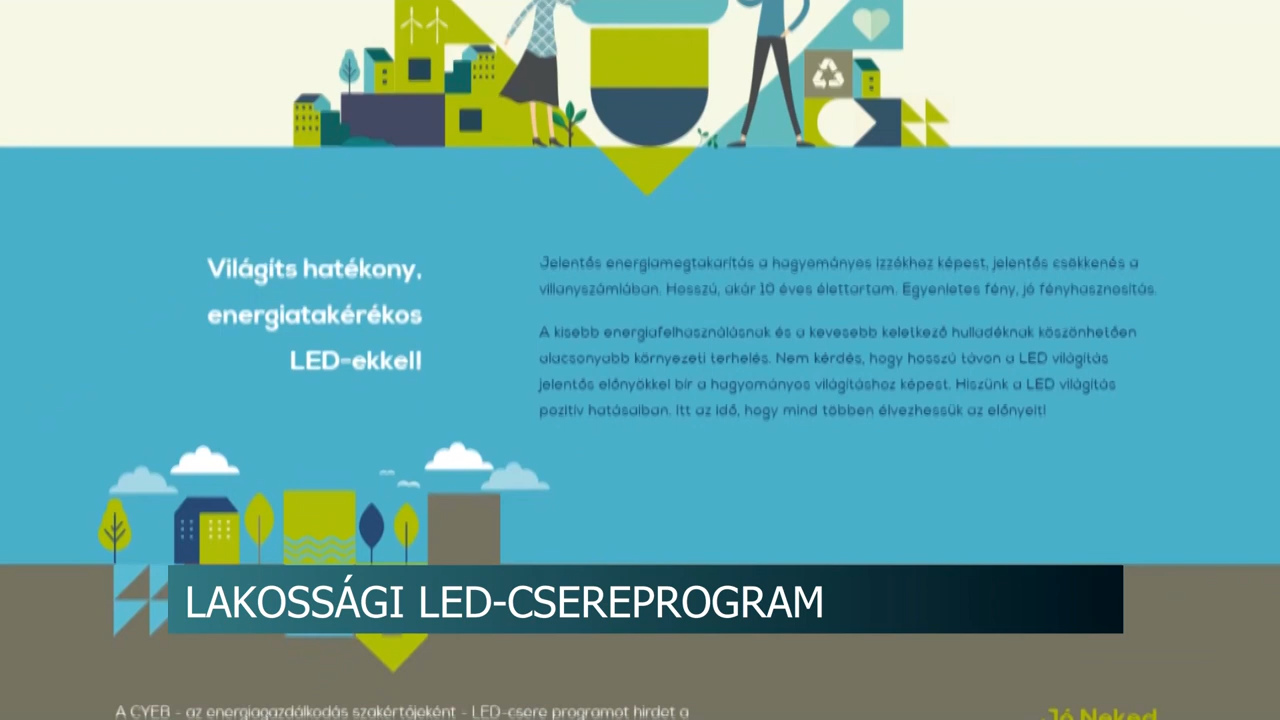 Világíts hatékony,
energiatakérékos
LED-ekkell
Jelentős energiamegtakarítás a hagyományos izzókhoz képest, jelentős csökkenés a
villanyszámlában. Hosszú, akár 10 éves élettartam. Egyenletes fény, jó fényhasznosítás.
A kisebb energiafelhasználásnak és a kevesebb keletkező hulladéknak köszönhetően
alacsonyabb környezeti terhelés. Nem kérdés, hogy hosszú távon a LED világítás
jelentős előnyökkel bír a hagyományos világításhoz képest. Hiszünk a LED világítás
pozitív hatásaiban. Itt az idő, hogy mind többen élvezhessük az előnyeit!
LAKOSSÁGI LED-CSEREPROGRAM
A CYEB - az energiagazdálkodás szakértőjeként - LED-csere programot hirdet a
Jó Neked